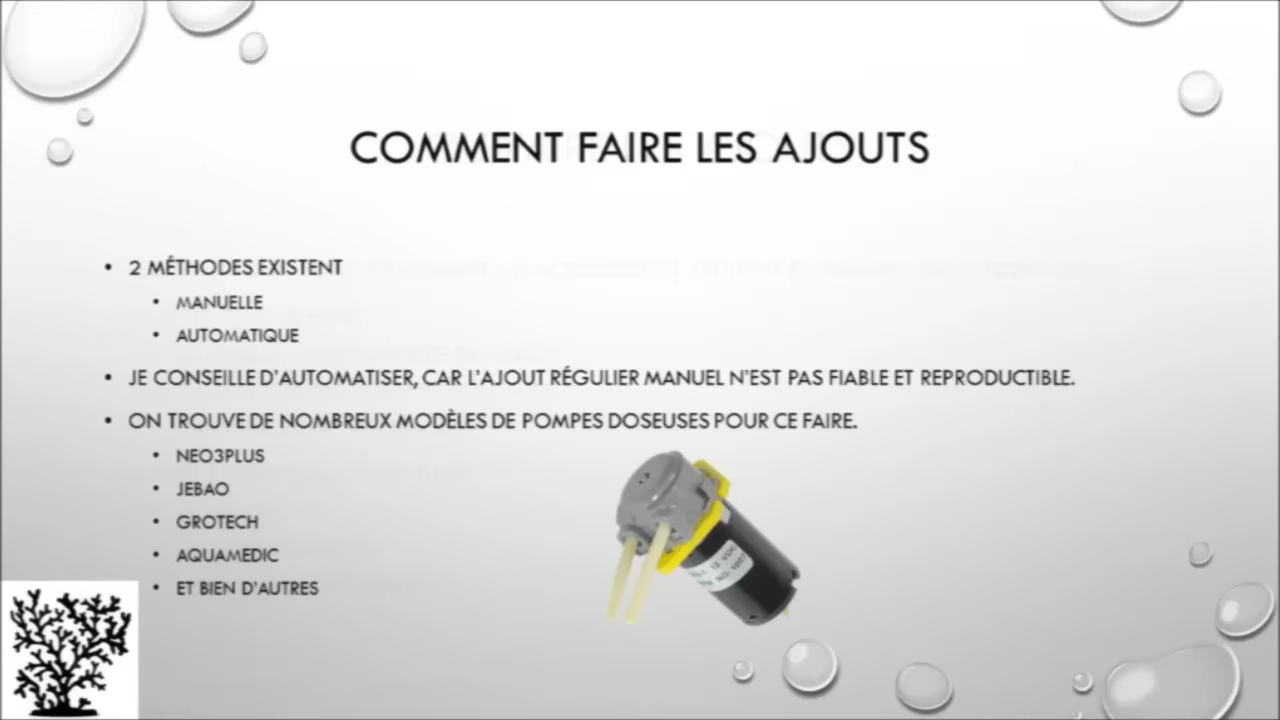 COMMENT FAIRE LES AJOUTS
• 2 MÉTHODES EXISTENT
• MANUELLE
• AUTOMATIQUE
• JE CONSEILLE D'AUTOMATISER, CAR L'AJOUT RÉGULIER MANUEL N'EST PAS FIABLE ET REPRODUCTIBLE.
• ON TROUVE DE NOMBREUX MODÈLES DE POMPES DOSEUSES POUR CE FAIRE.
• NEO3PLUS
• JEBAO
• GROTECH
• AQUAMEDIC
• ET BIEN D'AUTRES
12 VDC